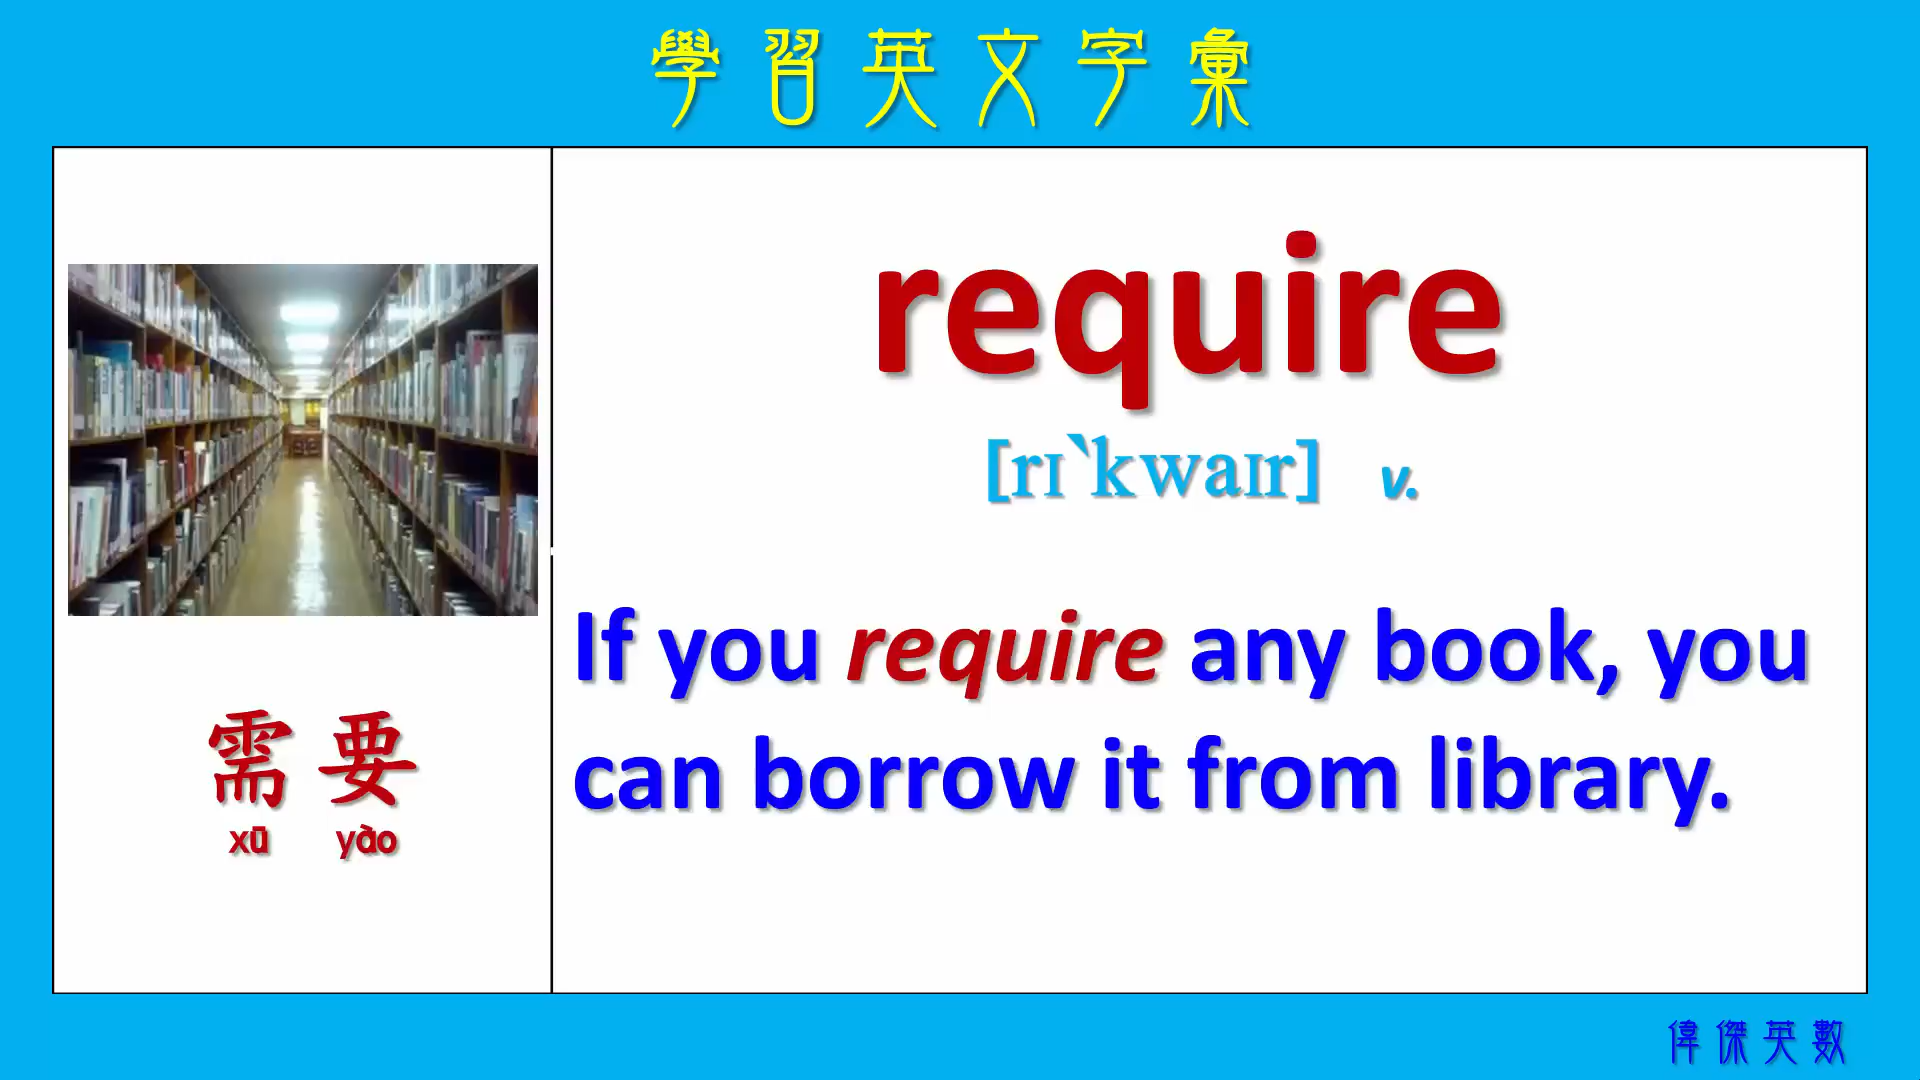 學習英文字彙
require
[rɪˋkwaɪr] v.
If you require any book, you
can borrow it from library.
需要
xū yào
偉傑英數